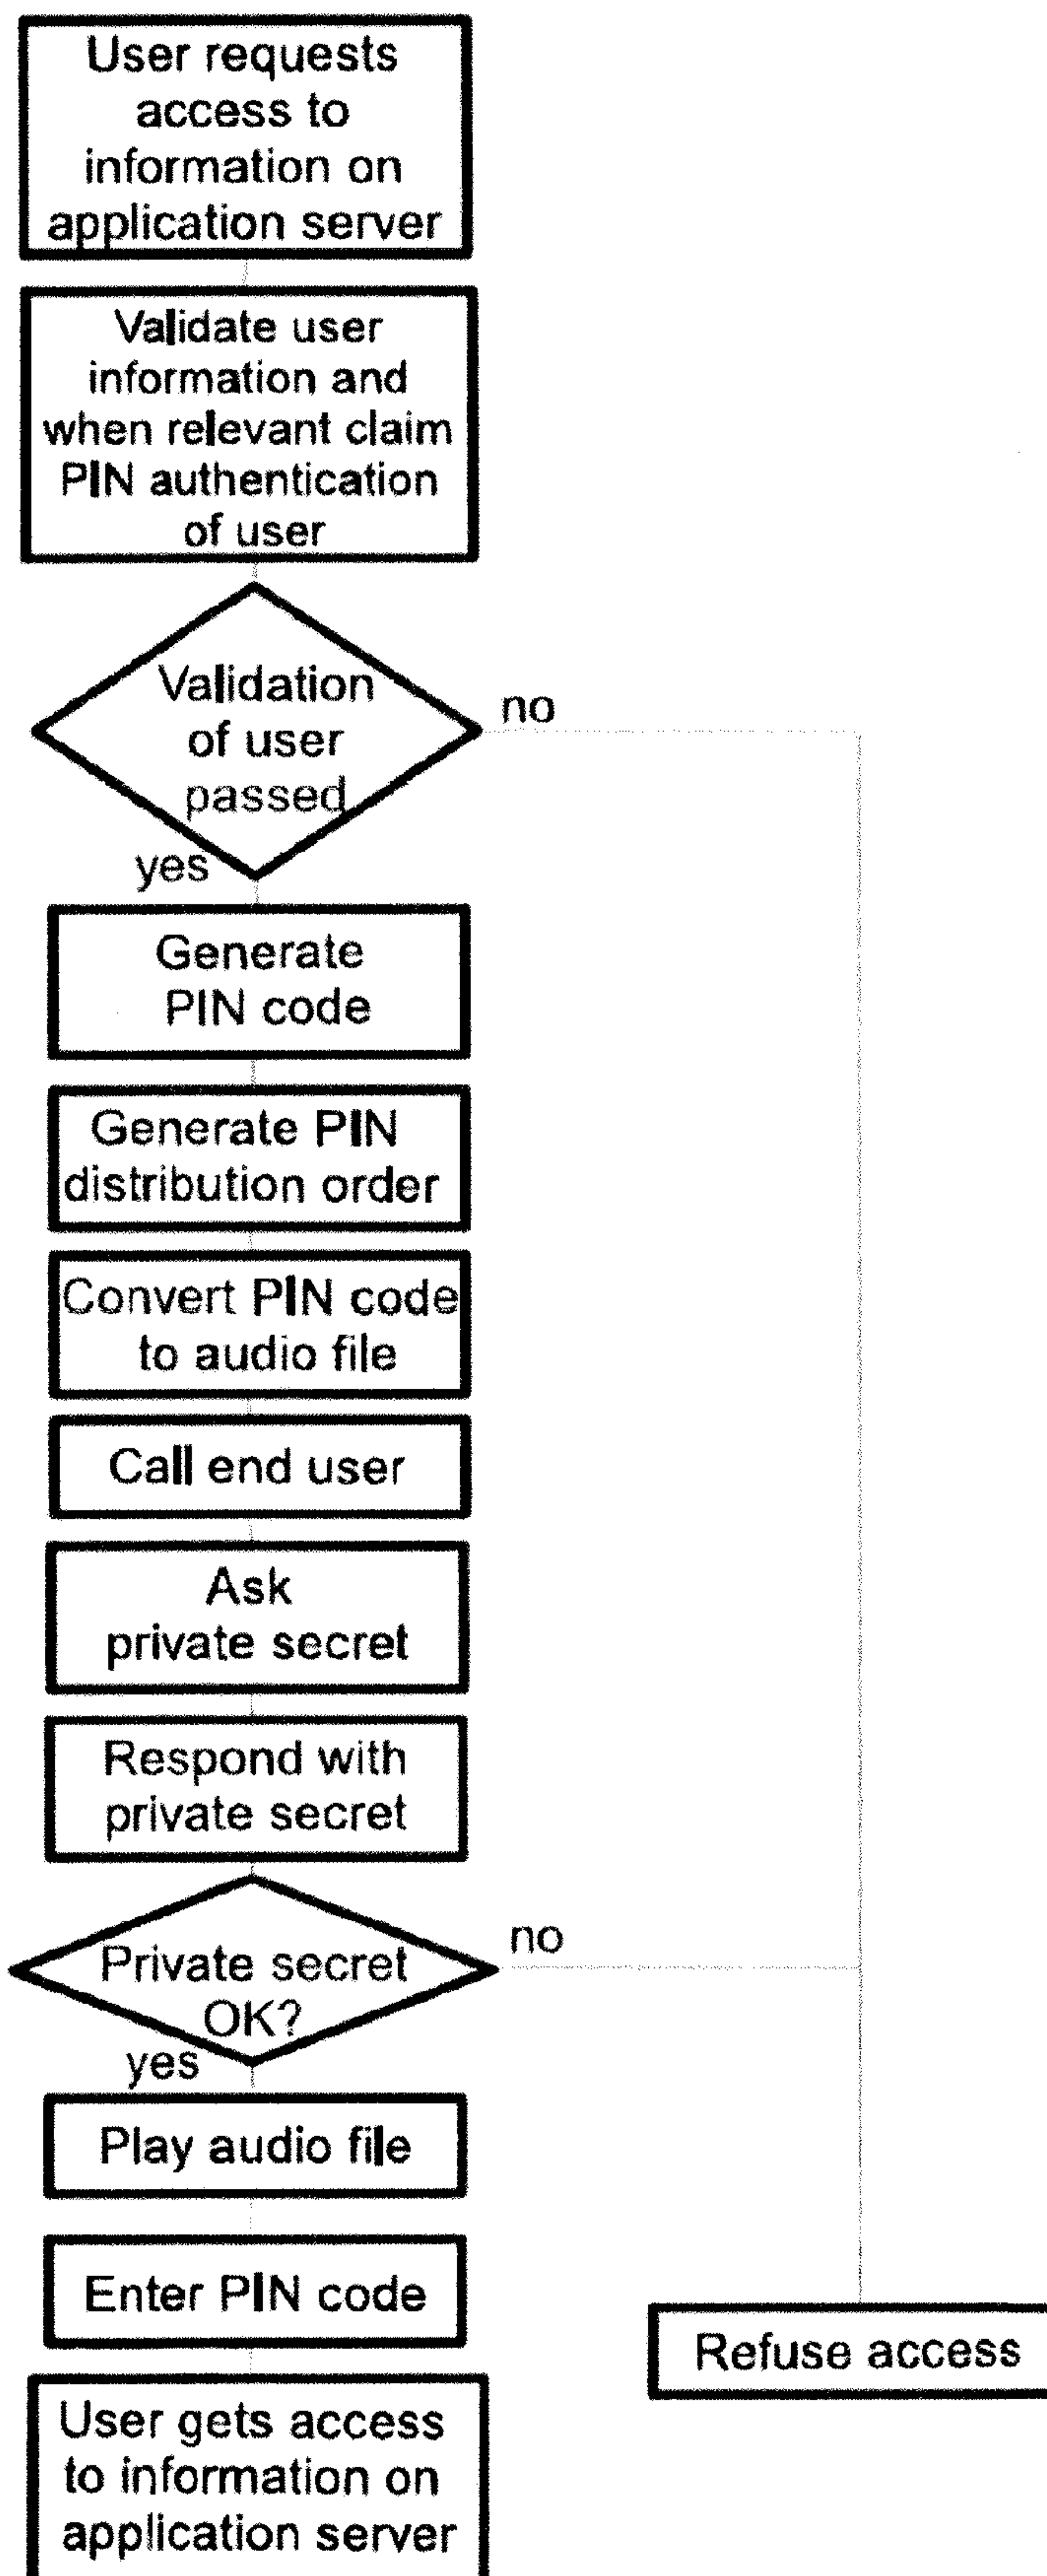 User requests
access to
information on
application server
Validate user
information and
when relevant claim
PIN authentication
of user
Validation
of user
passed
no
yes
Generate
PIN code
Generate PIN
distribution order
Convert PIN code
to audio file
Call end user
Ask
private secret
Respond with
private secret
Private secret
OK?
no
yes
Play audio file
Enter PIN code
Refuse access
User gets access
to information on
application server